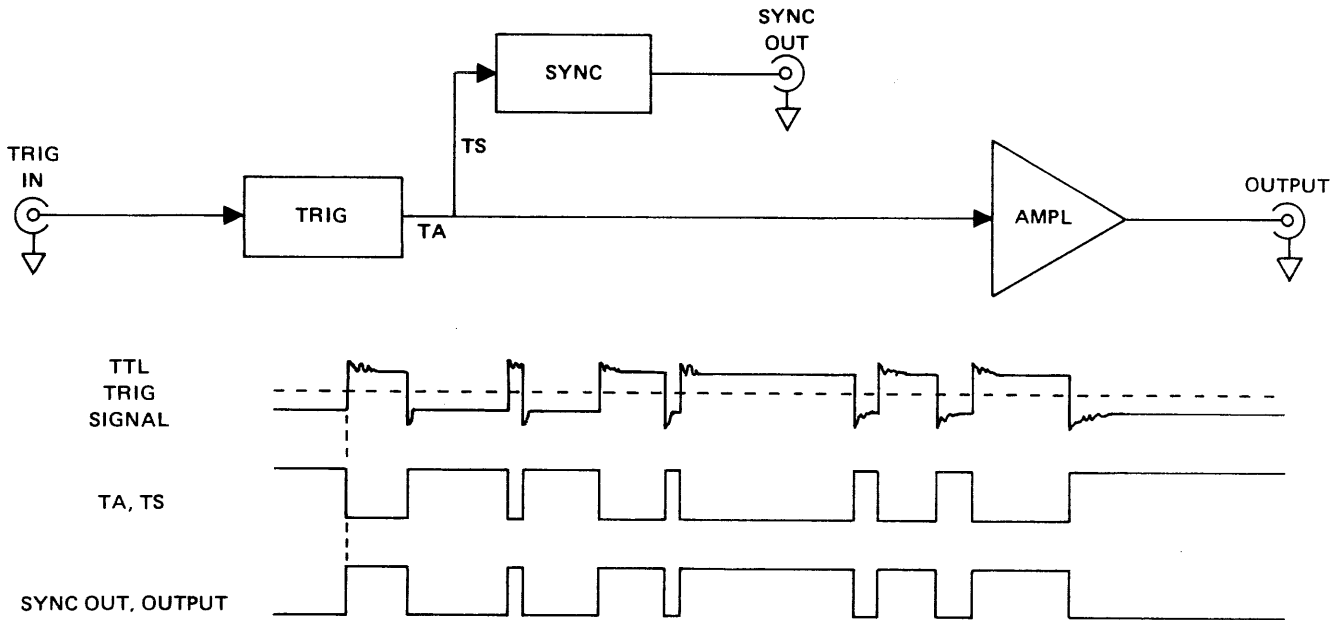 SYNC
OUT
SYNC
TS
TRIG
IN
TRIG
TA
AMPL
OUTPUT
TTL
TRIG
SIGNAL
TA, TS
SYNC OUT, OUTPUT